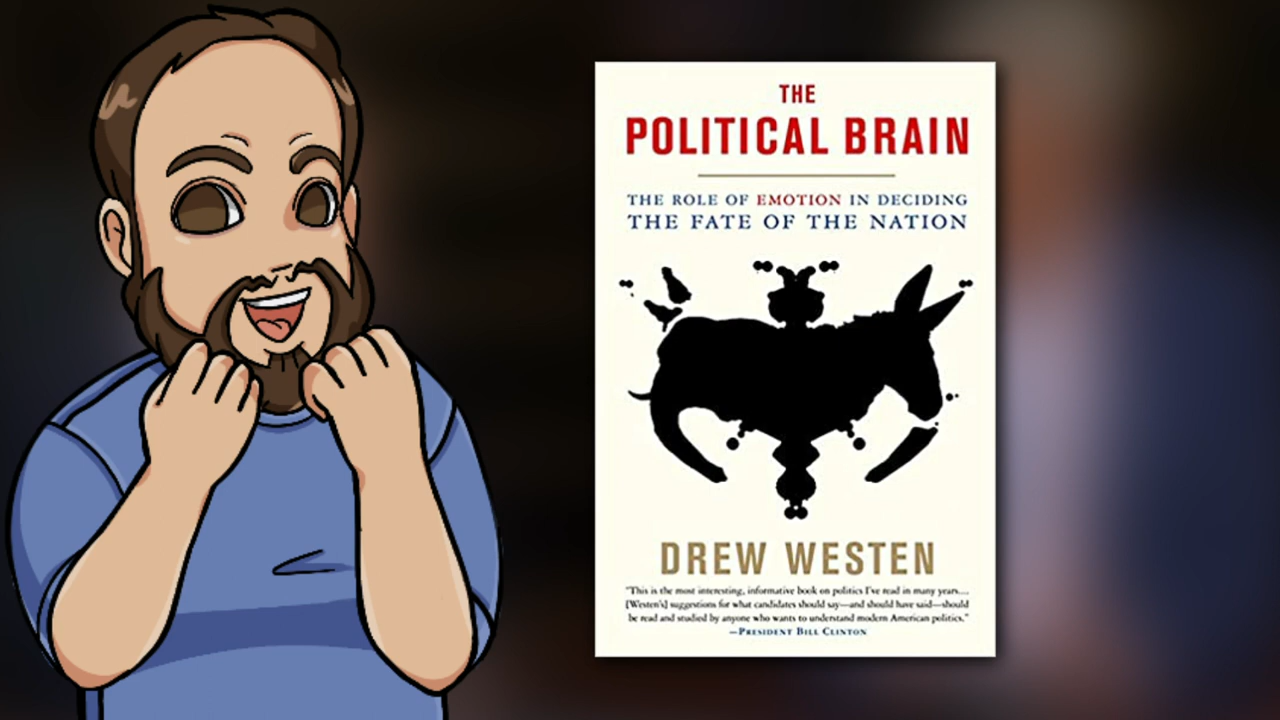 THE
POLITICAL BRAIN
THE ROLE OF EMOTION IN DECIDING
THE FATE OF THE NATION
DREW WESTEN
"This is the most interesting, informative book on politics I've read in many years....
[Westen's] suggestions for what candidates should say—and should have said—should
be read and studied by anyone who wants to understand modern American politics."
—PRESIDENT BILL CLINTON